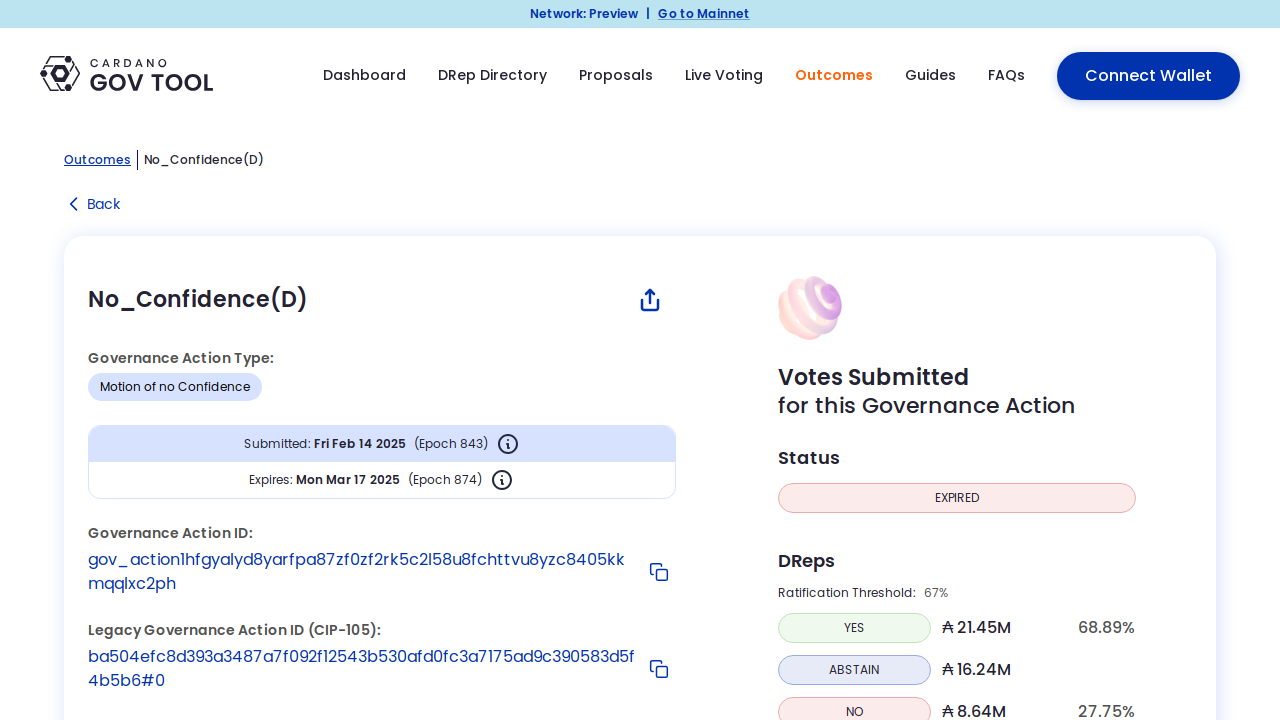 Network: Preview | Go to Mainnet
CARDANO
GOV TOOL
Dashboard
DRep Directory
Proposals
Live Voting
Outcomes
Guides
FAQs
Connect Wallet
Outcomes | No_Confidence(D)
Back
No_Confidence(D)
Governance Action Type:
Motion of no Confidence
Submitted: Fri Feb 14 2025 (Epoch 843)
Expires: Mon Mar 17 2025 (Epoch 874)
Governance Action ID:
gov_action1hfgyalyd8yarfpa87zf0zf2rk5c2l58u8fchttvu8yzc8405kk
mqqlxc2ph
Legacy Governance Action ID (CIP-105):
ba504efc8d393a3487a7f092f12543b530afd0fc3a7175ad9c390583d5f
4b5b6#0
Votes Submitted
for this Governance Action
Status
EXPIRED
DReps
Ratification Threshold: 67%
YES ₳ 21.45M 68.89%
ABSTAIN ₳ 16.24M
NO ₳ 8.64M 27.75%